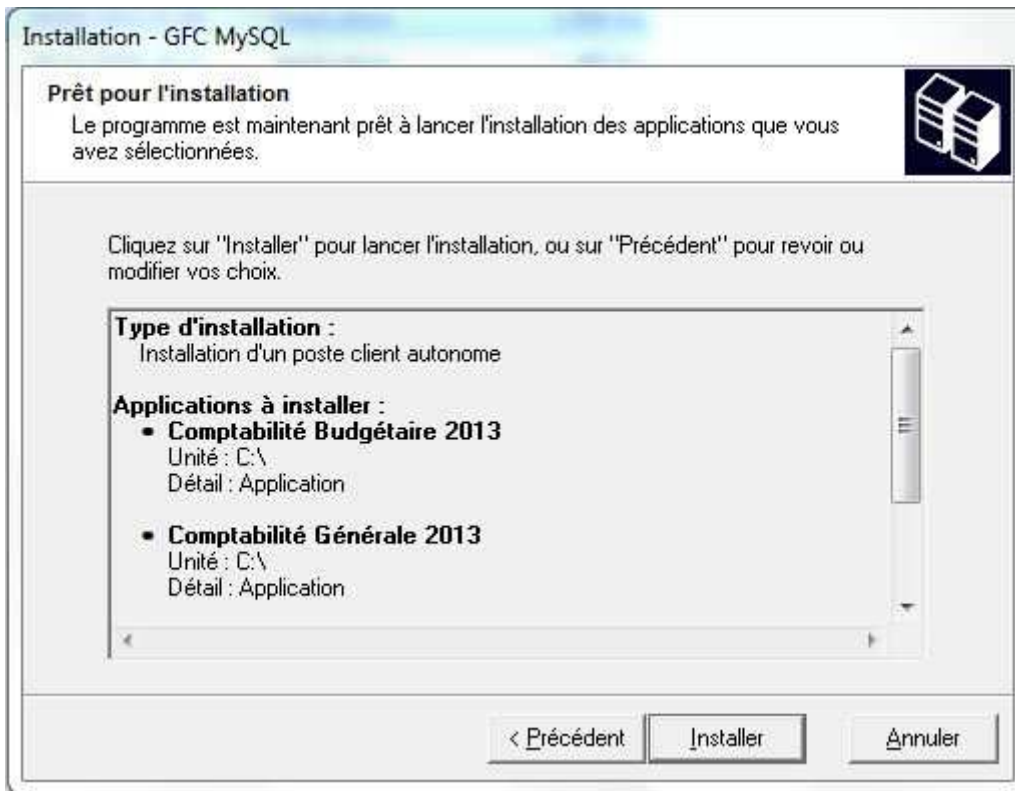 Installation - GFC MySQL
Prêt pour l'installation
Le programme est maintenant prêt à lancer l'installation des applications que vous
avez sélectionnées.
Cliquez sur "Installer" pour lancer l'installation, ou sur "Précédent" pour revoir ou
modifier vos choix.
Type d'installation :
Installation d'un poste client autonome
Applications à installer :
• Comptabilité Budgétaire 2013
Unité : C:\
Détail : Application
• Comptabilité Générale 2013
Unité : C:\
Détail : Application
< Précédent Installer Annuler